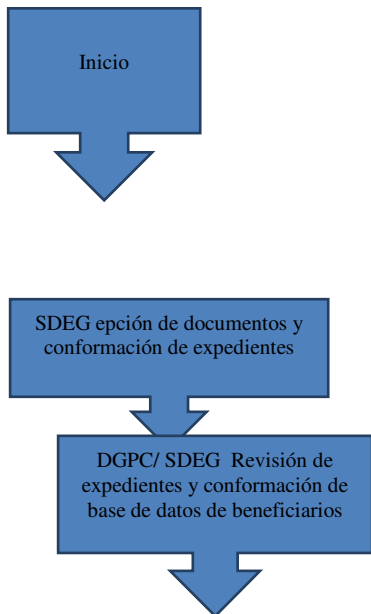 Inicio
SDEG epción de documentos y
conformación de expedientes
DGPC/ SDEG  Revisión de
expedientes y conformación de
base de datos de beneficiarios